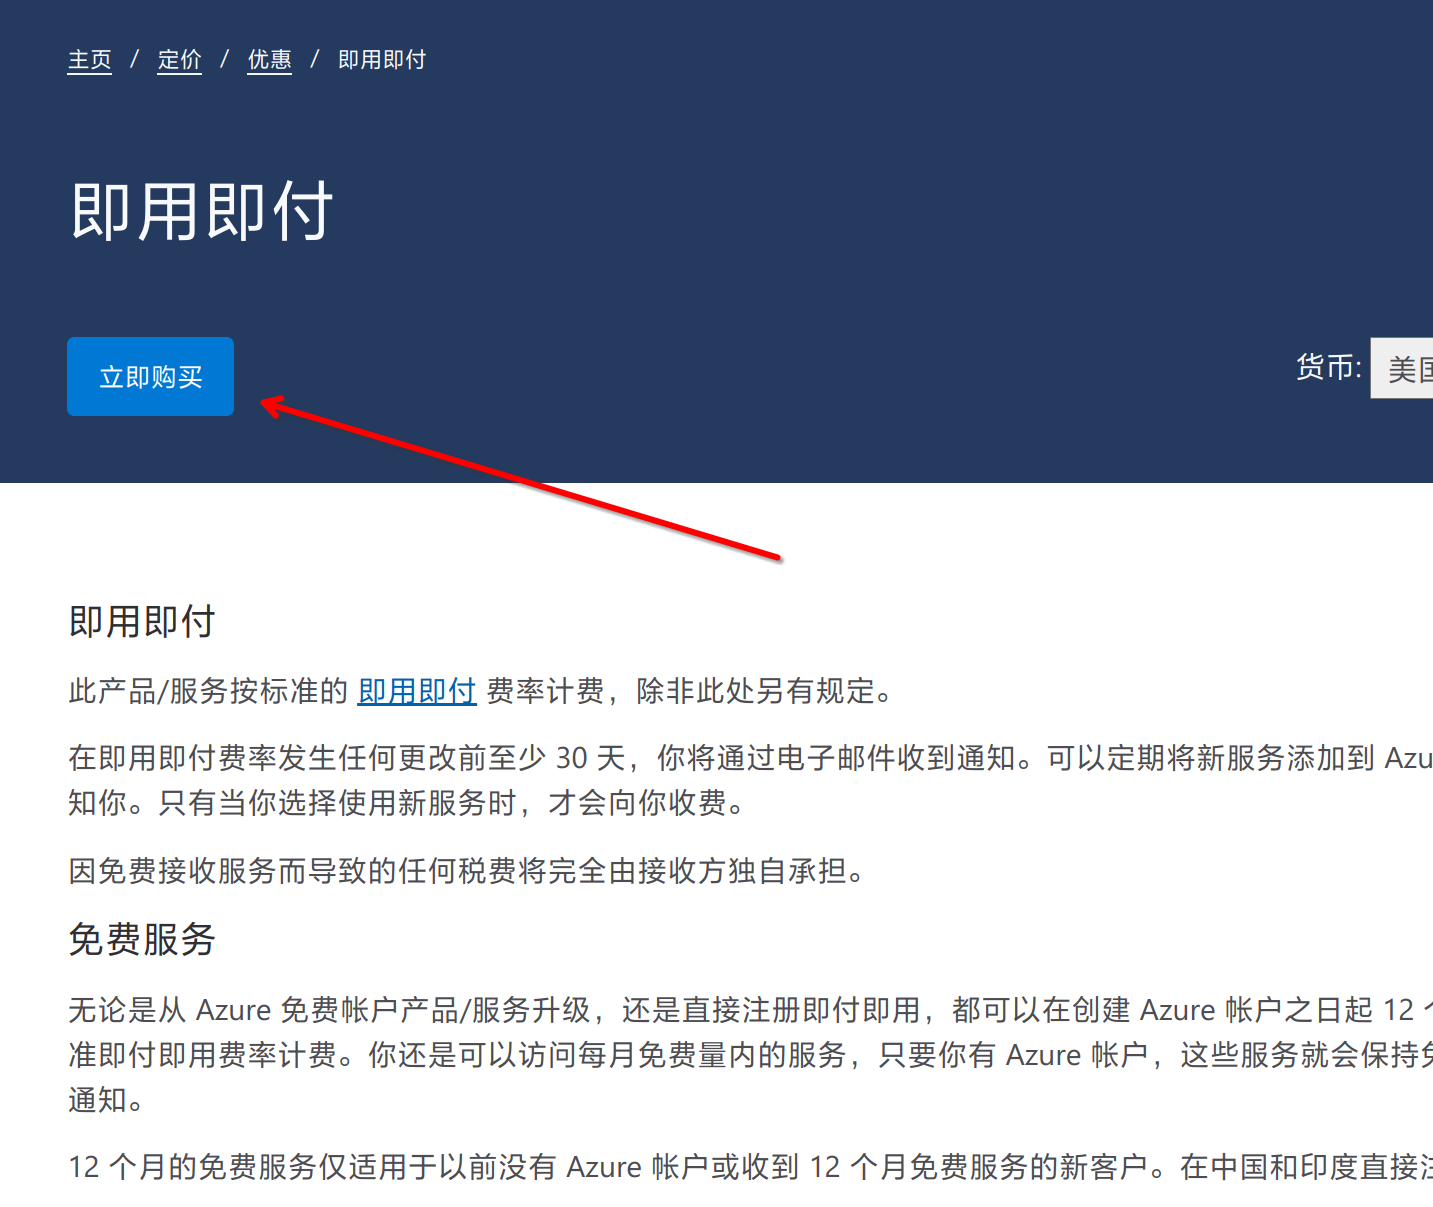 主页 / 定价 / 优惠 / 即用即付
即用即付
立即购买
货币: 美国
即用即付
此产品/服务按标准的 即用即付 费率计费，除非此处另有规定。
在即用即付费率发生任何更改前至少 30 天，你将通过电子邮件收到通知。可以定期将新服务添加到 Azu
知你。只有当你选择使用新服务时，才会向你收费。
因免费接收服务而导致的任何税费将完全由接收方独自承担。
免费服务
无论是从 Azure 免费帐户产品/服务升级，还是直接注册即付即用，都可以在创建 Azure 帐户之日起 12 个
准即付即用费率计费。你还是可以访问每月免费量内的服务，只要你有 Azure 帐户，这些服务就会保持免
通知。
12 个月的免费服务仅适用于以前没有 Azure 帐户或收到 12 个月免费服务的新客户。在中国和印度直接注